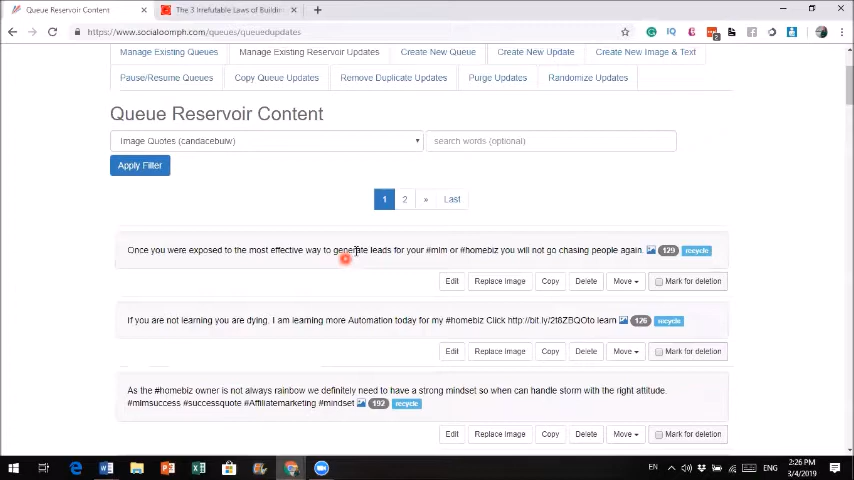 Queue Reservoir Content
The 3 Irrefutable Laws of Buildin
https://www.socialoomph.com/queues/queuedupdates
2
Manage Existing Queues Manage Existing Reservoir Updates Create New Queue Create New Update Create New Image & Text
Pause/Resume Queues Copy Queue Updates Remove Duplicate Updates Purge Updates Randomize Updates
Queue Reservoir Content
Image Quotes (candacebuiw) search words (optional)
Apply Filter
1 2 » Last
Once you were exposed to the most effective way to generate leads for your #mlm or #homebiz you will not go chasing people again. 129 recycle
Edit Replace Image Copy Delete Move Mark for deletion
If you are not learning you are dying. I am learning more Automation today for my #homebiz Click http://bit.ly/2f8ZBQOto learn 126 recycle
Edit Replace Image Copy Delete Move Mark for deletion
As the #homebiz owner is not always rainbow we definitely need to have a strong mindset so when can handle storm with the right attitude.
#mlmsuccess #successquote #Affiliatemarketing #mindset 192 recycle
Edit Replace Image Copy Delete Move Mark for deletion
EN ENG 2:26 PM
3/4/2019